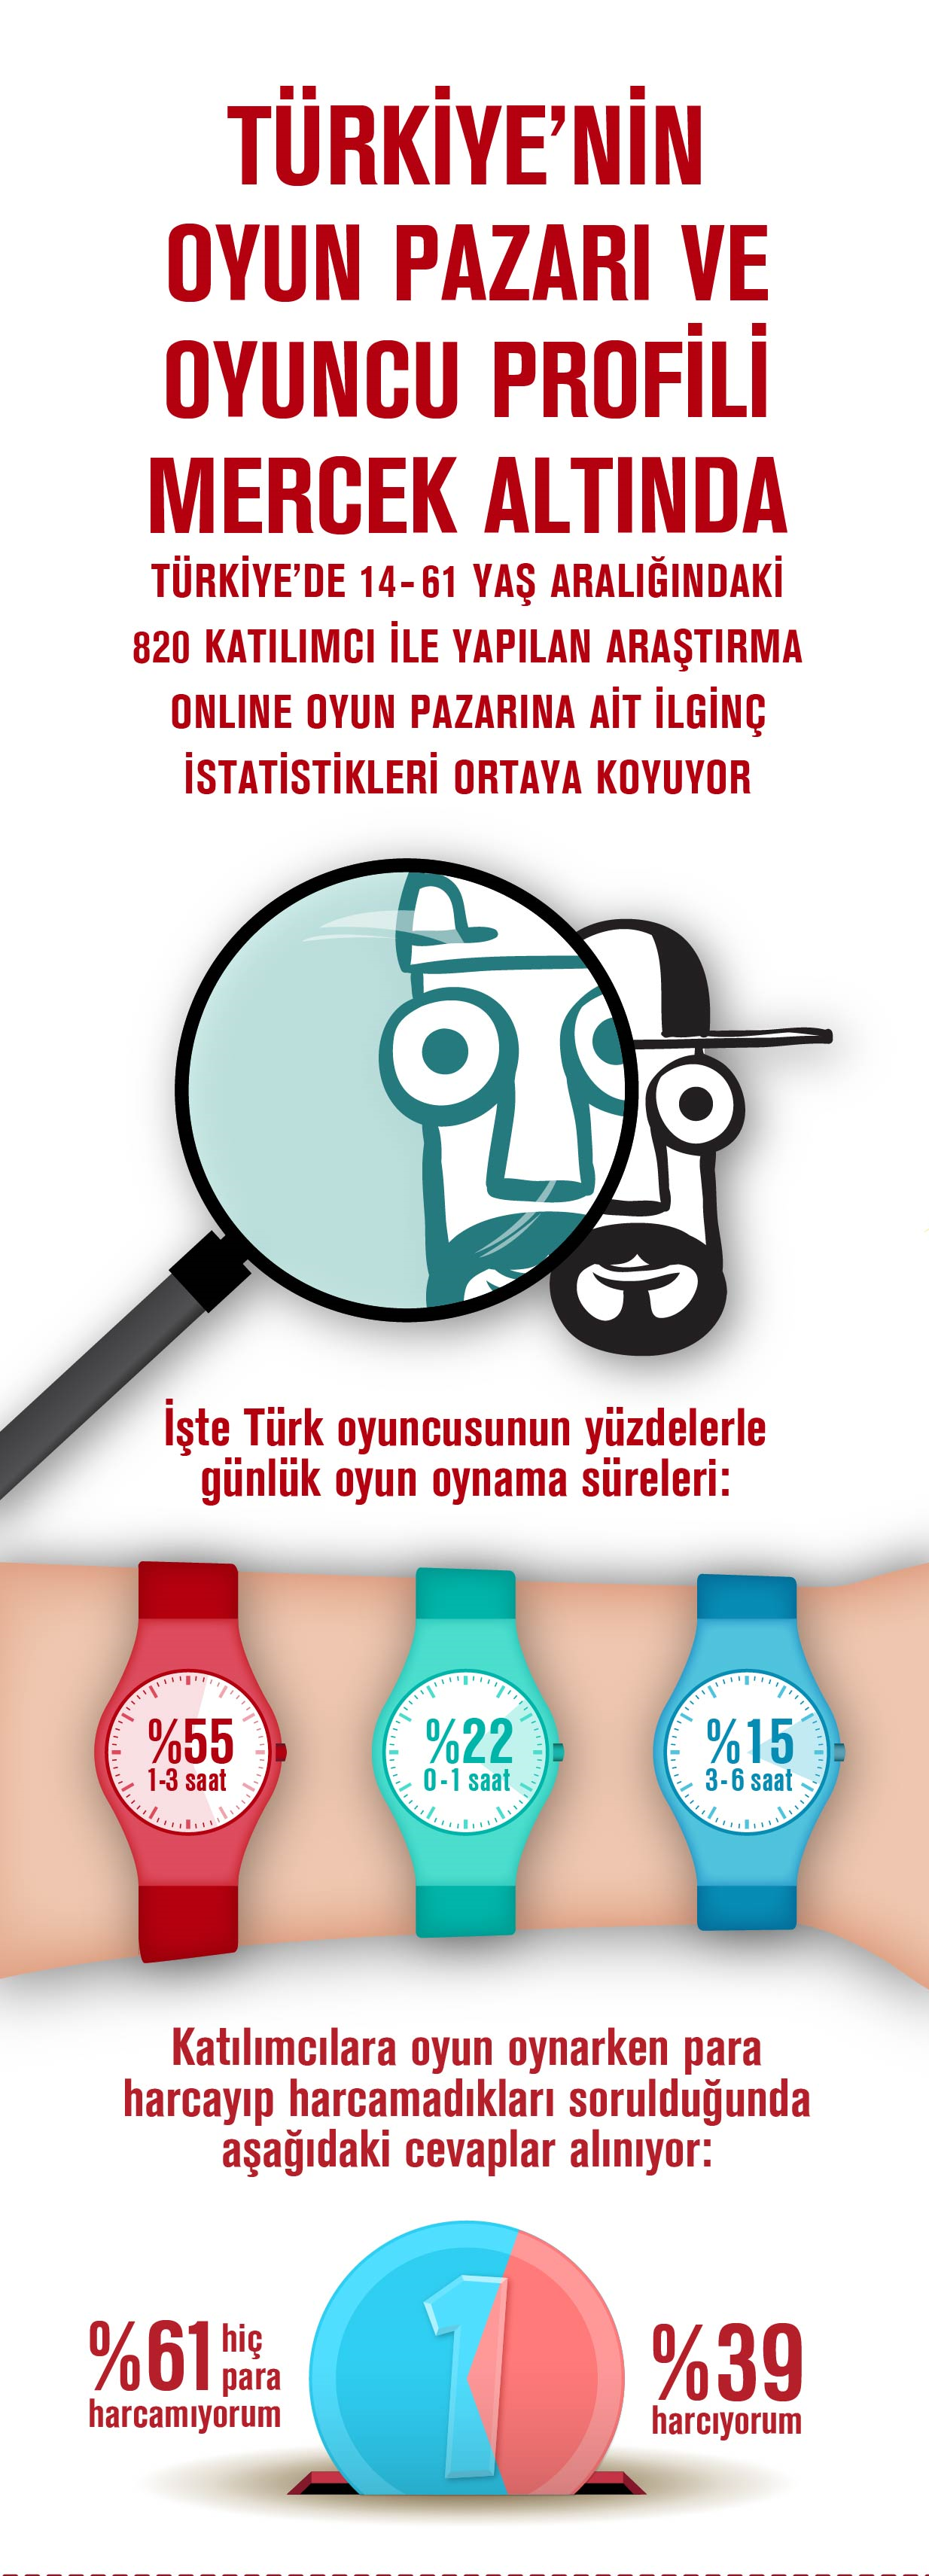 TÜRKİYE'NİN
OYUN PAZARI VE
OYUNCU PROFİLİ
MERCEK ALTINDA
TÜRKİYE'DE 14-61 YAŞ ARALIĞINDAKİ
820 KATILIMCI İLE YAPILAN ARAŞTIRMA
ONLINE OYUN PAZARINA AİT İLGİNÇ
İSTATİSTİKLERİ ORTAYA KOYUYOR
İşte Türk oyuncusunun yüzdelerle
günlük oyun oynama süreleri:
%55
1-3 saat
%22
0-1 saat
%15
3-6 saat
Katılımcılara oyun oynarken para
harcayıp harcamadıkları sorulduğunda
aşağıdaki cevaplar alınıyor:
%61 hiç
para
harcamıyorum
1
%39
harcıyorum